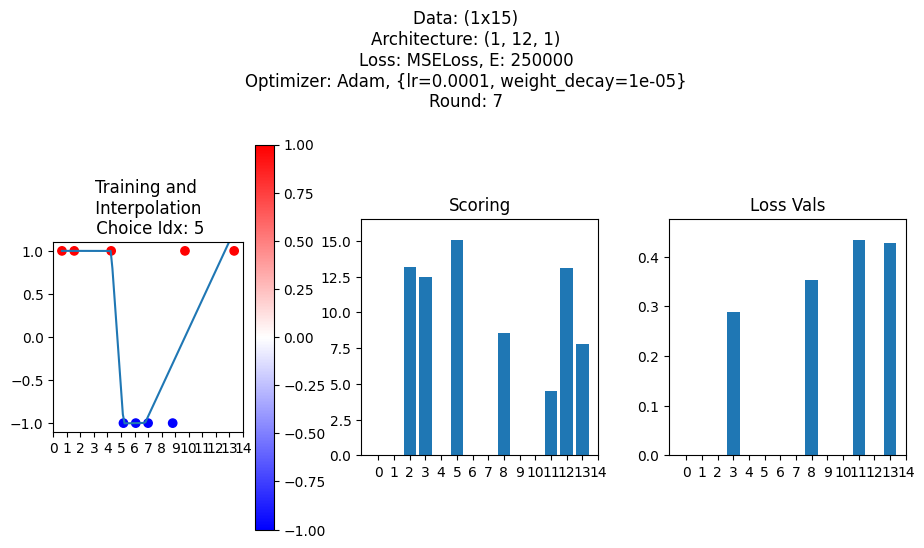 Data: (1x15)
Architecture: (1, 12, 1)
Loss: MSELoss, E: 250000
Optimizer: Adam, {lr=0.0001, weight_decay=1e-05}
Round: 7
Training and
Interpolation
Choice Idx: 5
1.0
0.5
0.0
−0.5
−1.0
0 1 2 3 4 5 6 7 8 9 10 11 12 13 14
1.00
0.75
0.50
0.25
0.00
−0.25
−0.50
−0.75
−1.00
Scoring
15.0
12.5
10.0
7.5
5.0
2.5
0.0
0 1 2 3 4 5 6 7 8 9 10 11 12 13 14
Loss Vals
0.4
0.3
0.2
0.1
0.0
0 1 2 3 4 5 6 7 8 9 10 11 12 13 14